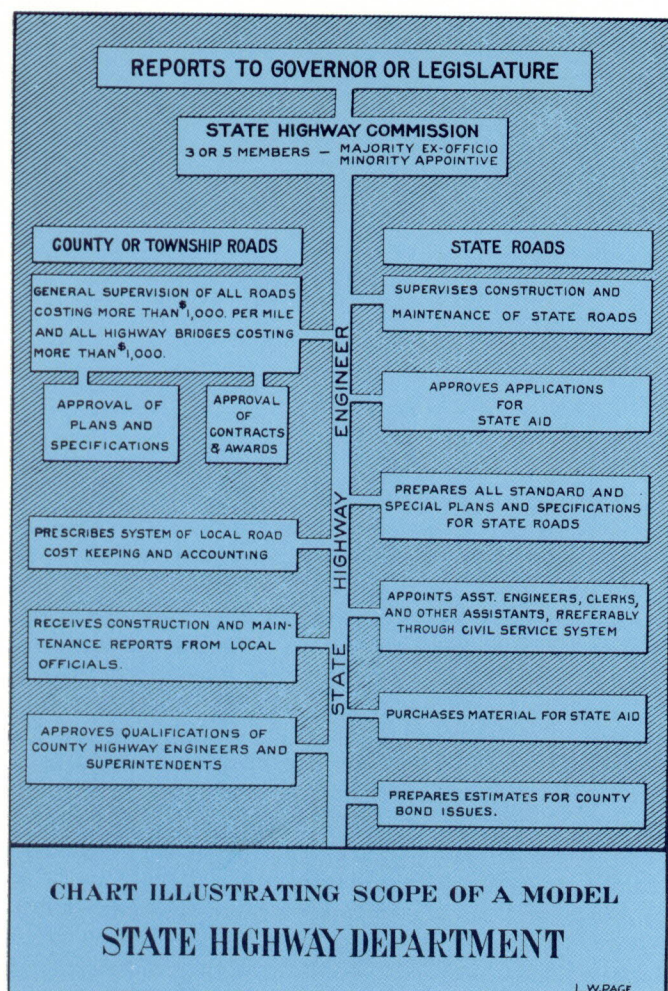 REPORTS TO GOVERNOR OR LEGISLATURE
STATE HIGHWAY COMMISSION
3 OR 5 MEMBERS — MAJORITY EX-OFFICIO
MINORITY APPOINTIVE
COUNTY OR TOWNSHIP ROADS
GENERAL SUPERVISION OF ALL ROADS
COSTING MORE THAN $1,000. PER MILE
AND ALL HIGHWAY BRIDGES COSTING
MORE THAN $1,000.
APPROVAL OF
PLANS AND
SPECIFICATIONS
APPROVAL
OF
CONTRACTS
& AWARDS
PRESCRIBES SYSTEM OF LOCAL ROAD
COST KEEPING AND ACCOUNTING
RECEIVES CONSTRUCTION AND MAIN-
TENANCE REPORTS FROM LOCAL
OFFICIALS.
APPROVES QUALIFICATIONS OF
COUNTY HIGHWAY ENGINEERS AND
SUPERINTENDENTS
STATE HIGHWAY ENGINEER
STATE ROADS
SUPERVISES CONSTRUCTION AND
MAINTENANCE OF STATE ROADS
APPROVES APPLICATIONS
FOR
STATE AID
PREPARES ALL STANDARD AND
SPECIAL PLANS AND SPECIFICATIONS
FOR STATE ROADS
APPOINTS ASST. ENGINEERS, CLERKS,
AND OTHER ASSISTANTS, RREFERABLY
THROUGH CIVIL SERVICE SYSTEM
PURCHASES MATERIAL FOR STATE AID
PREPARES ESTIMATES FOR COUNTY
BOND ISSUES.
CHART ILLUSTRATING SCOPE OF A MODEL
STATE HIGHWAY DEPARTMENT
L. W. PAGE